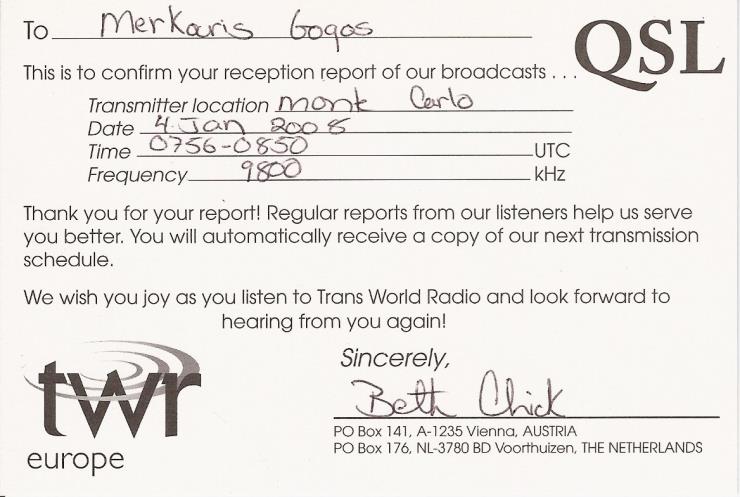 To Merkouris Gogos
QSL
This is to confirm your reception report of our broadcasts . . .
Transmitter location Monte Carlo
Date 4 Jan 2008
Time 0756-0850 UTC
Frequency 9800 kHz
Thank you for your report! Regular reports from our listeners help us serve
you better. You will automatically receive a copy of our next transmission
schedule.
We wish you joy as you listen to Trans World Radio and look forward to
hearing from you again!
Sincerely,
Beth Chick
twr
europe
PO Box 141, A-1235 Vienna, AUSTRIA
PO Box 176, NL-3780 BD Voorthuizen, THE NETHERLANDS